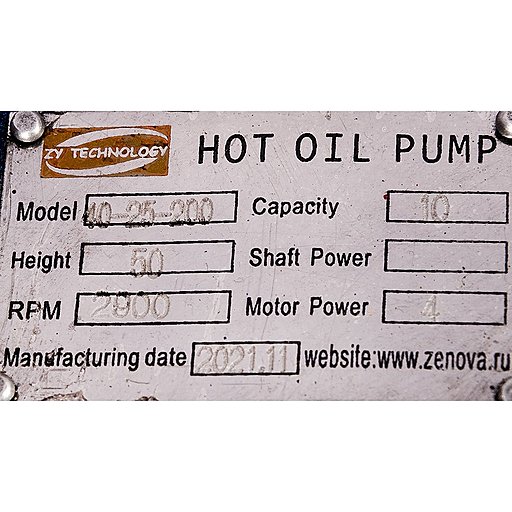 ZY TECHNOLOGY HOT OIL PUMP
Model 40-25-200 Capacity 10
Height 50 Shaft Power
RPM 2900 Motor Power 4
Manufacturing date 2021.11 website:www.zenova.ru